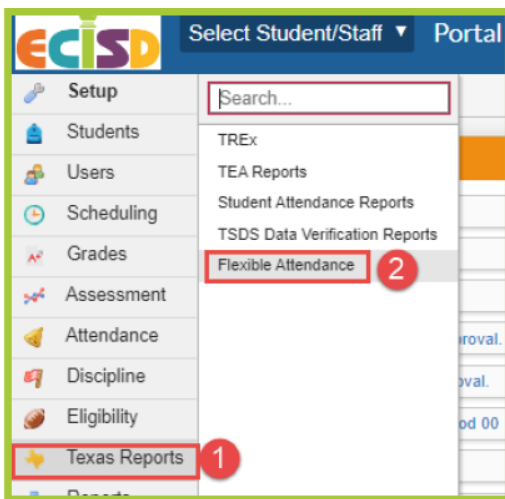 ECISD
Select Student/Staff ▼ Portal
Setup
Students
Users
Scheduling
A+ Grades
Assessment
Attendance
Discipline
Eligibility
Texas Reports 1
Search...
TREx
TEA Reports
Student Attendance Reports
TSDS Data Verification Reports
Flexible Attendance 2
roval.
oval.
od 00